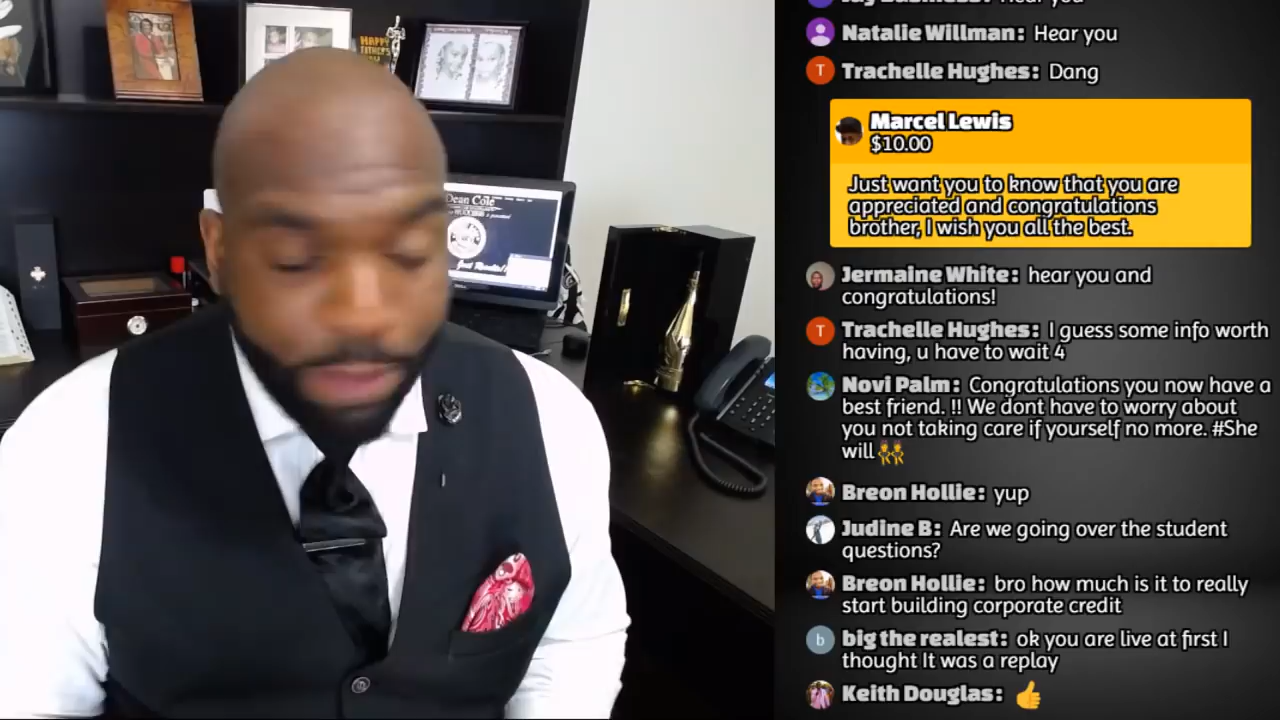 Hear you
Natalie Willman: Hear you
Trachelle Hughes: Dang
Marcel Lewis
$10.00
Just want you to know that you are
appreciated and congratulations
brother, I wish you all the best.
Jermaine White: hear you and
congratulations!
Trachelle Hughes: I guess some info worth
having, u have to wait 4
Novi Palm: Congratulations you now have a
best friend. !! We dont have to worry about
you not taking care if yourself no more. #She
will👯
Breon Hollie: yup
Judine B: Are we going over the student
questions?
Breon Hollie: bro how much is it to really
start building corporate credit
big the realest: ok you are live at first I
thought It was a replay
Keith Douglas: 👍
HAPPY
FATHERS
DAY
Dean Cole
SUCCESS